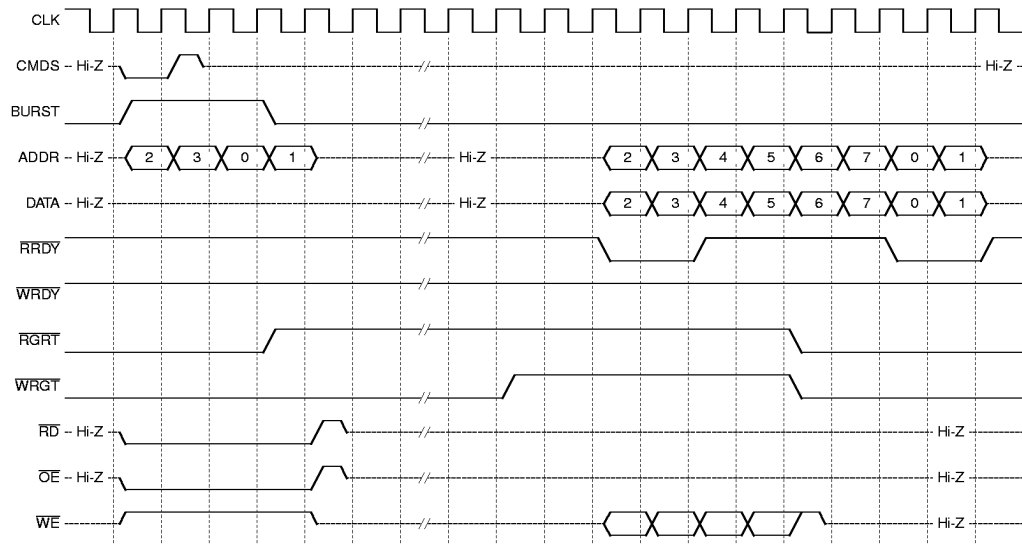 CLK
CMDS Hi-Z Hi-Z
BURST
ADDR Hi-Z 2 3 0 1 Hi-Z 2 3 4 5 6 7 0 1
DATA Hi-Z Hi-Z 2 3 4 5 6 7 0 1
RRDY
WRDY
RGRT
WRGT
RD Hi-Z Hi-Z
OE Hi-Z Hi-Z
WE Hi-Z